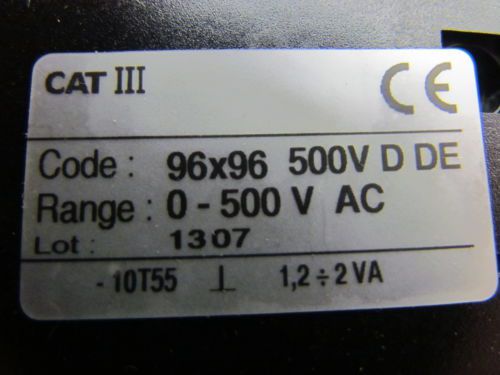 CAT III CE
Code : 96x96 500V D DE
Range : 0 - 500 V AC
Lot : 1307
- 10T55 ⊥ 1,2 ÷ 2 VA